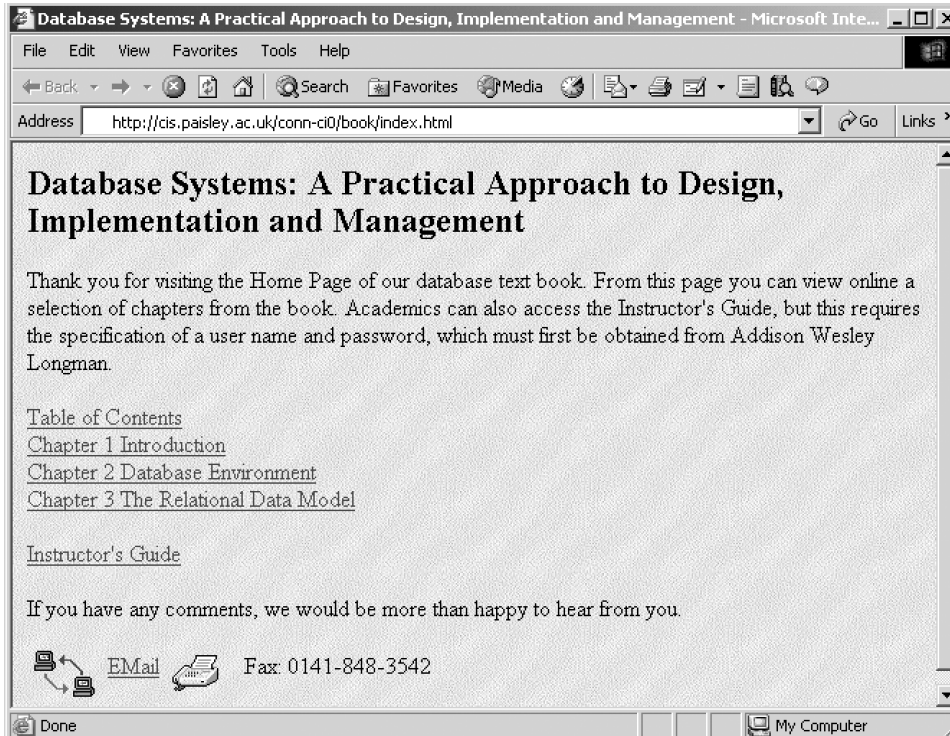 Database Systems: A Practical Approach to Design, Implementation and Management - Microsoft Inte...
File Edit View Favorites Tools Help
Back Search Favorites Media
Address http://cis.paisley.ac.uk/conn-ci0/book/index.html Go Links
Database Systems: A Practical Approach to Design,
Implementation and Management
Thank you for visiting the Home Page of our database text book. From this page you can view online a
selection of chapters from the book. Academics can also access the Instructor's Guide, but this requires
the specification of a user name and password, which must first be obtained from Addison Wesley
Longman.
Table of Contents
Chapter 1 Introduction
Chapter 2 Database Environment
Chapter 3 The Relational Data Model
Instructor's Guide
If you have any comments, we would be more than happy to hear from you.
EMail Fax: 0141-848-3542
Done My Computer